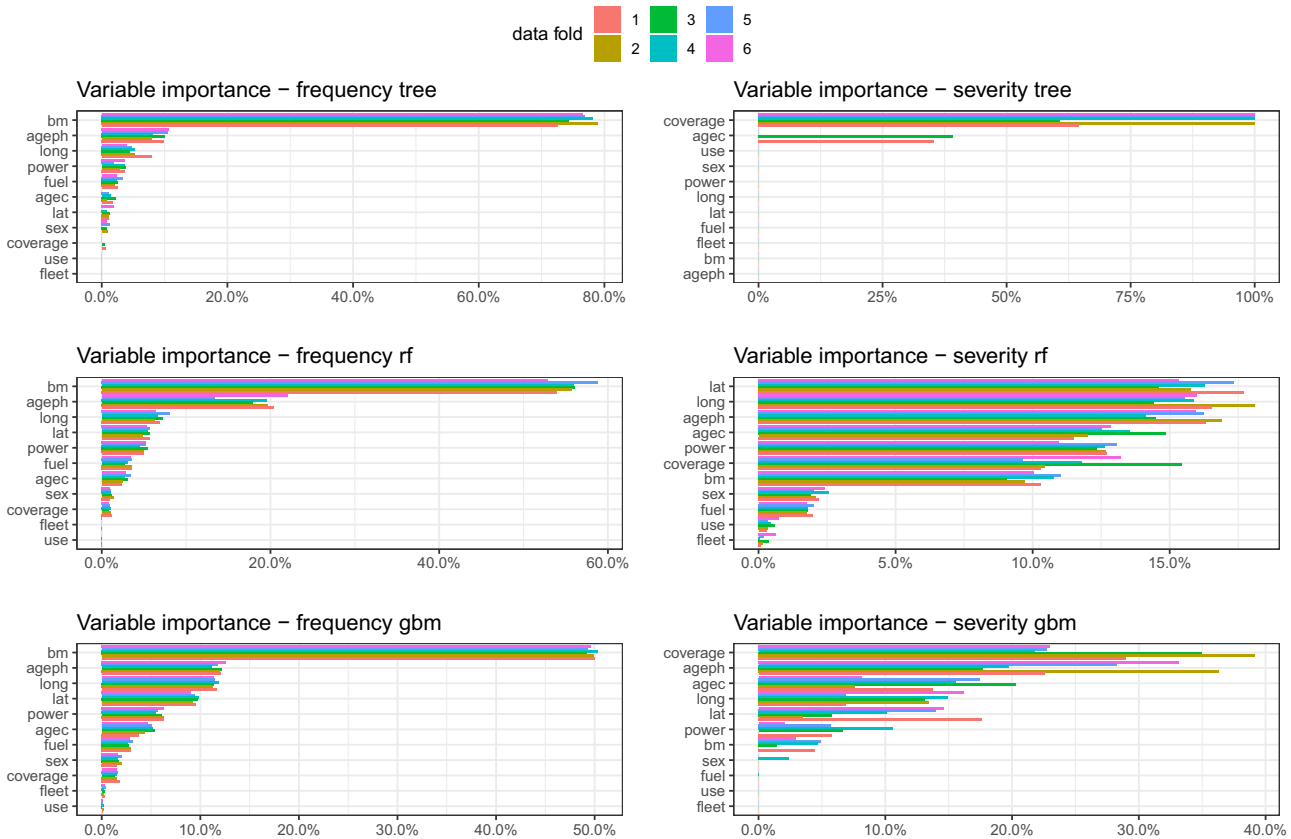 data fold
1 3 5
2 4 6
Variable importance − frequency tree
bm
ageph
long
power
fuel
agec
lat
sex
coverage
use
fleet
0.0% 20.0% 40.0% 60.0% 80.0%
Variable importance − severity tree
coverage
agec
use
sex
power
long
lat
fuel
fleet
bm
ageph
0% 25% 50% 75% 100%
Variable importance − frequency rf
bm
ageph
long
lat
power
fuel
agec
sex
coverage
fleet
use
0.0% 20.0% 40.0% 60.0%
Variable importance − severity rf
lat
long
ageph
agec
power
coverage
bm
sex
fuel
use
fleet
0.0% 5.0% 10.0% 15.0%
Variable importance − frequency gbm
bm
ageph
long
lat
power
agec
fuel
sex
coverage
fleet
use
0.0% 10.0% 20.0% 30.0% 40.0% 50.0%
Variable importance − severity gbm
coverage
ageph
agec
long
lat
power
bm
sex
fuel
use
fleet
0.0% 10.0% 20.0% 30.0% 40.0%